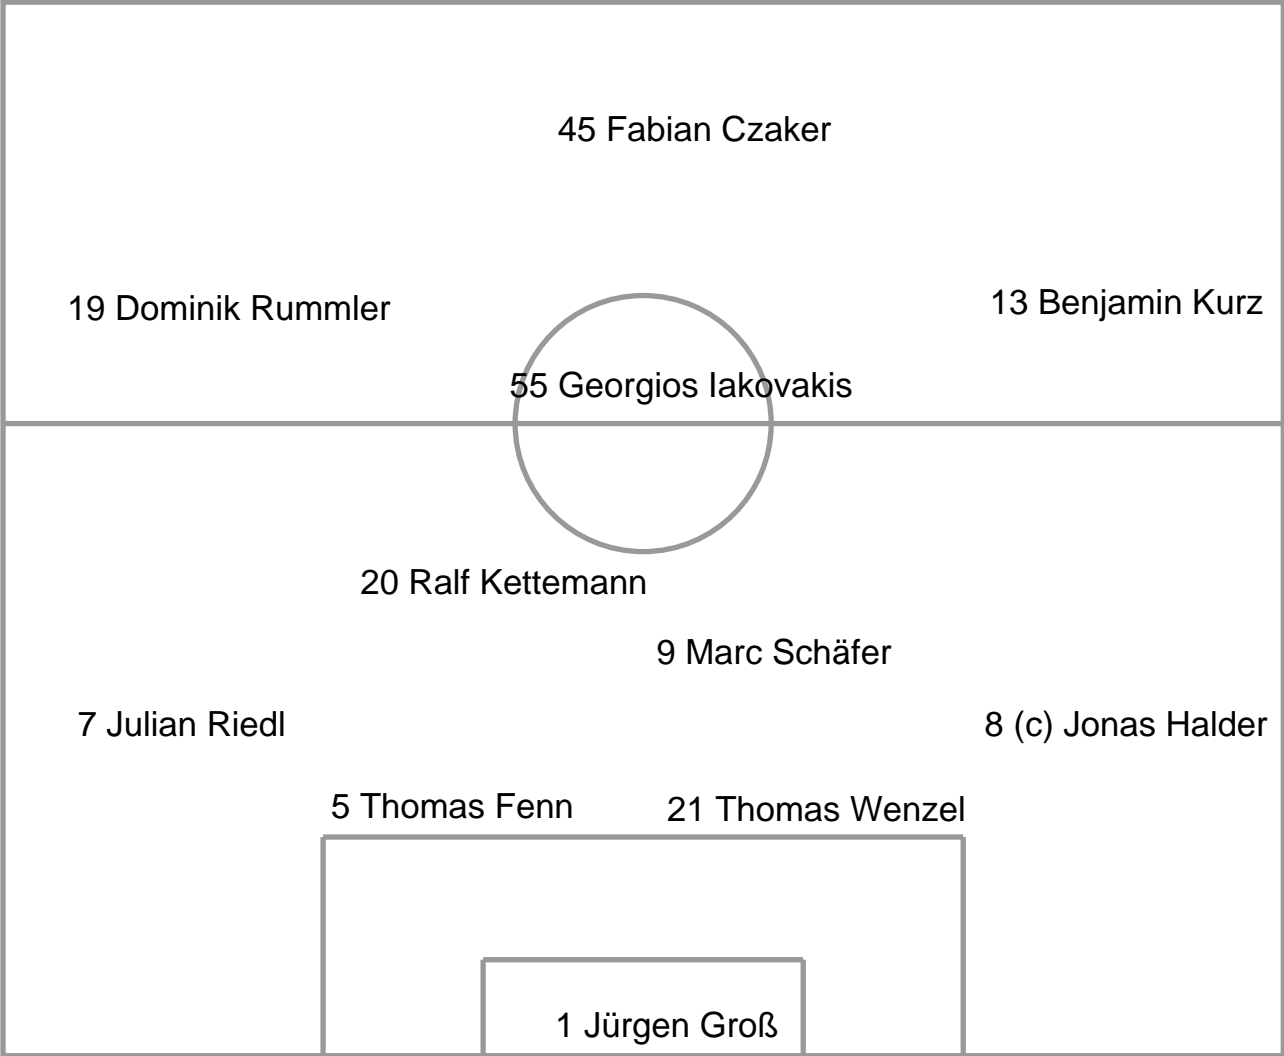 45 Fabian Czaker
19 Dominik Rummler
13 Benjamin Kurz
55 Georgios Iakovakis
20 Ralf Kettemann
9 Marc Schäfer
7 Julian Riedl
8 (c) Jonas Halder
5 Thomas Fenn
21 Thomas Wenzel
1 Jürgen Groß